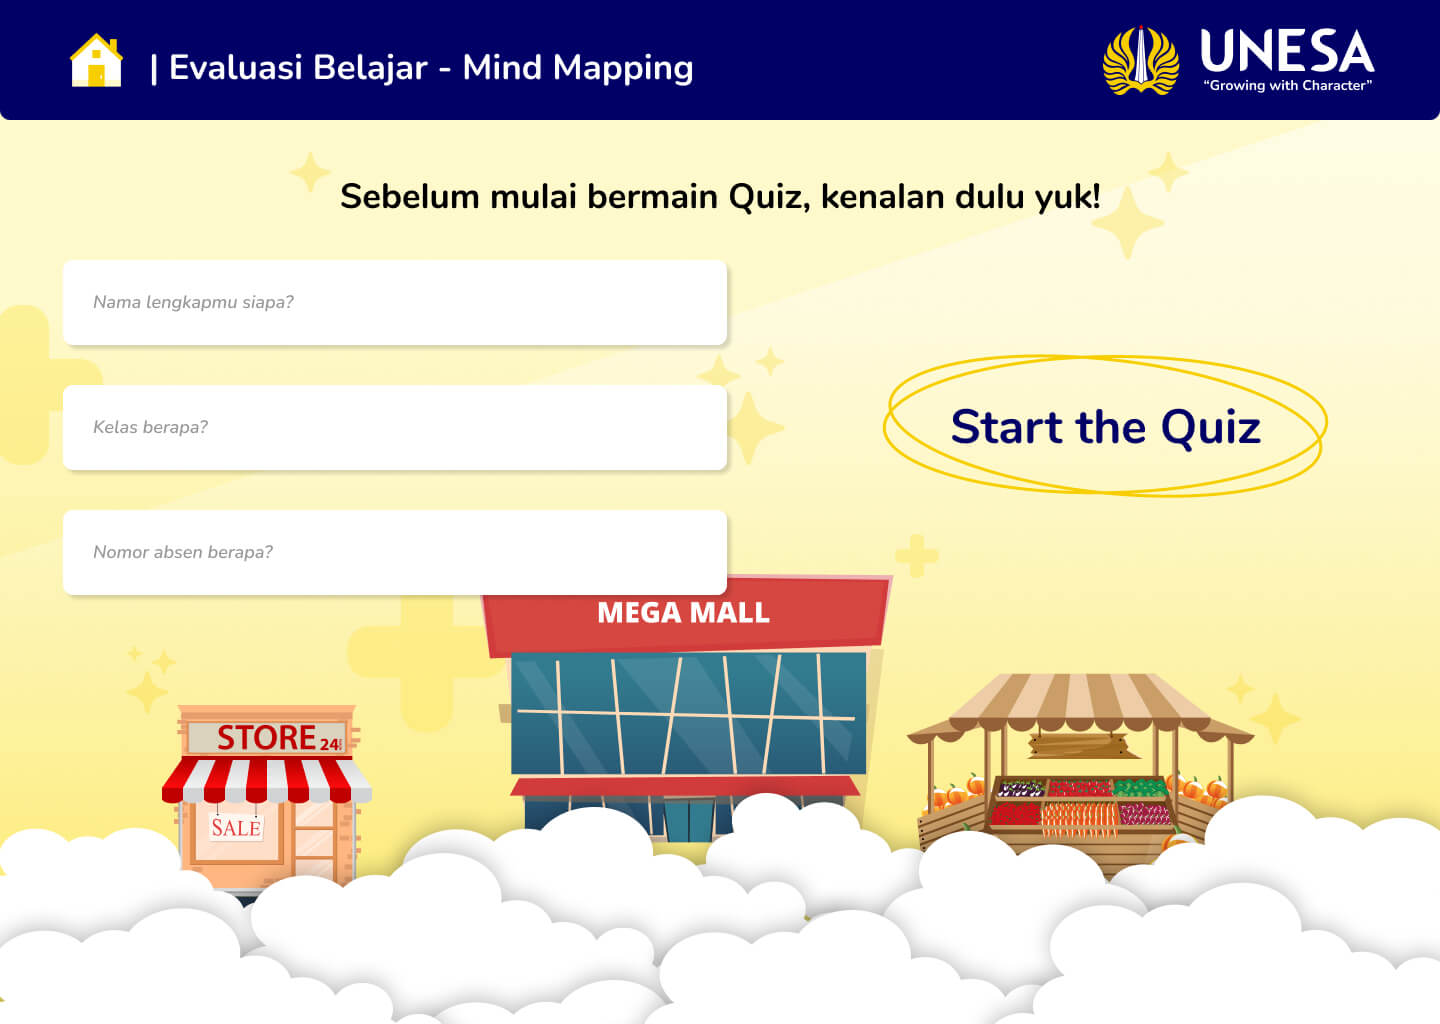 | Evaluasi Belajar - Mind Mapping
UNESA
“Growing with Character”
Sebelum mulai bermain Quiz, kenalan dulu yuk!
Nama lengkapmu siapa?
Kelas berapa?
Start the Quiz
Nomor absen berapa?
MEGA MALL
STORE 24
SALE